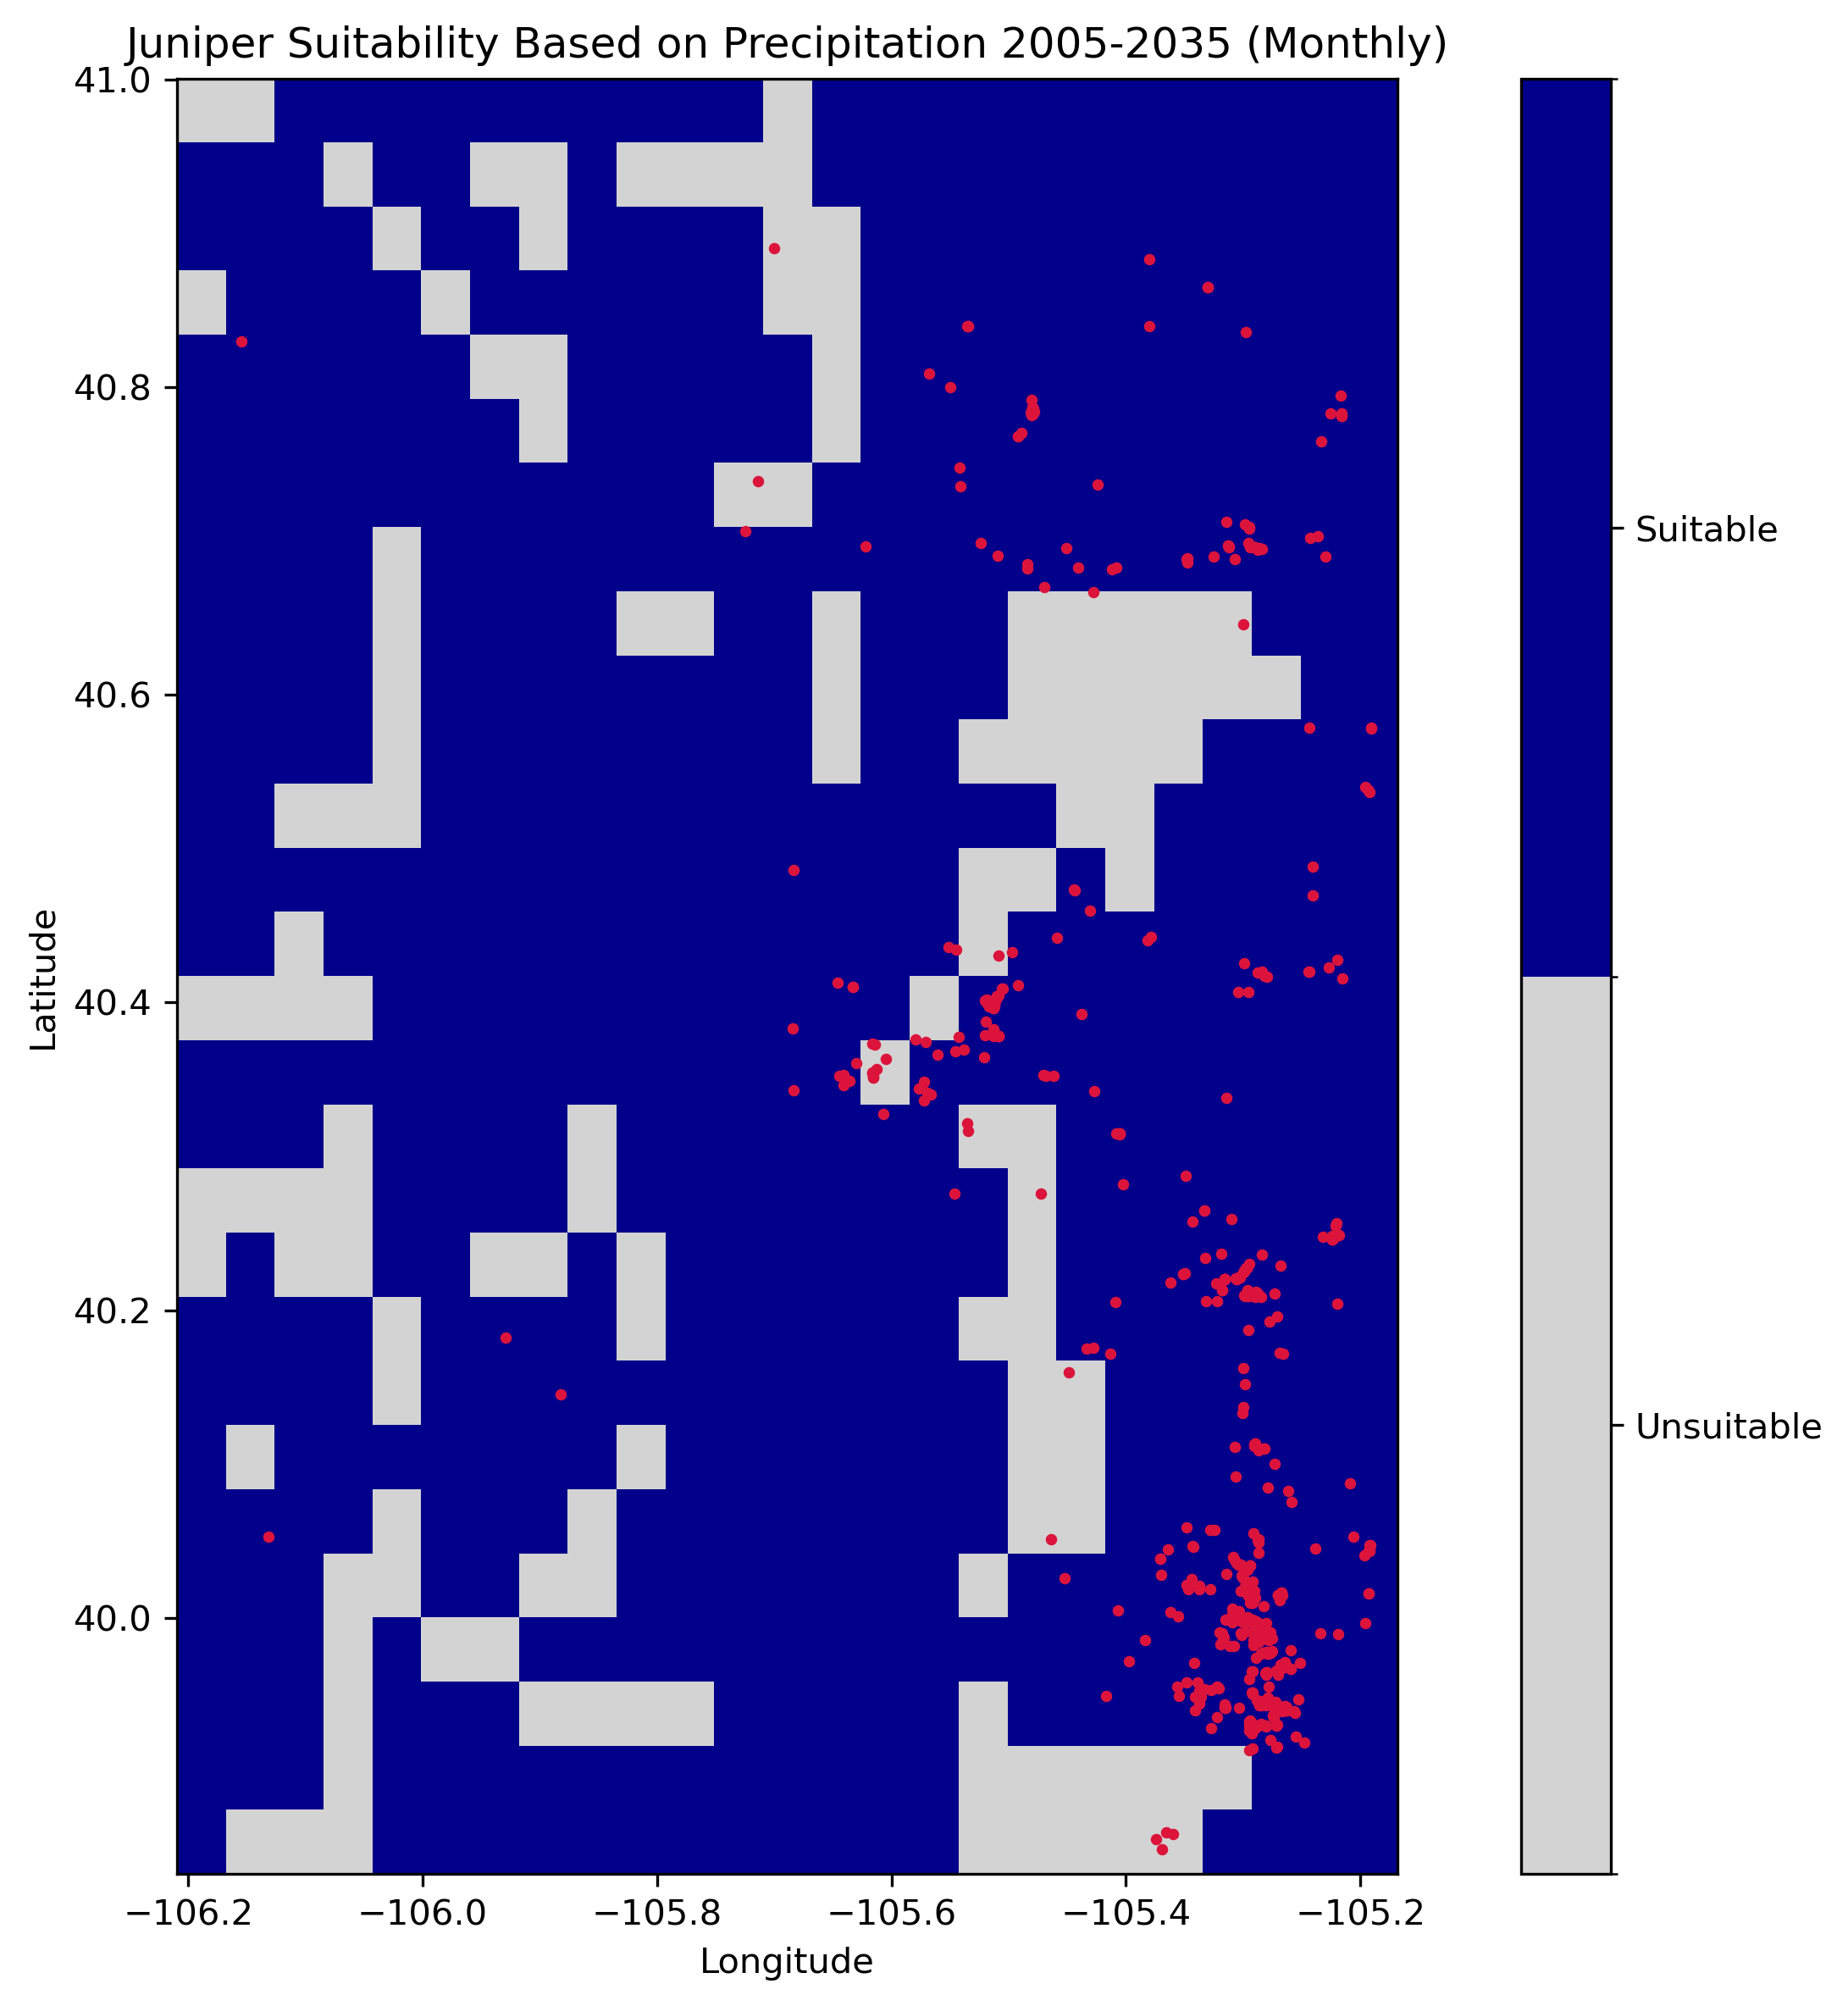 Juniper Suitability Based on Precipitation 2005-2035 (Monthly)
41.0
40.8
40.6
40.4
40.2
40.0
Latitude
−106.2 −106.0 −105.8 −105.6 −105.4 −105.2
Longitude
Suitable
Unsuitable